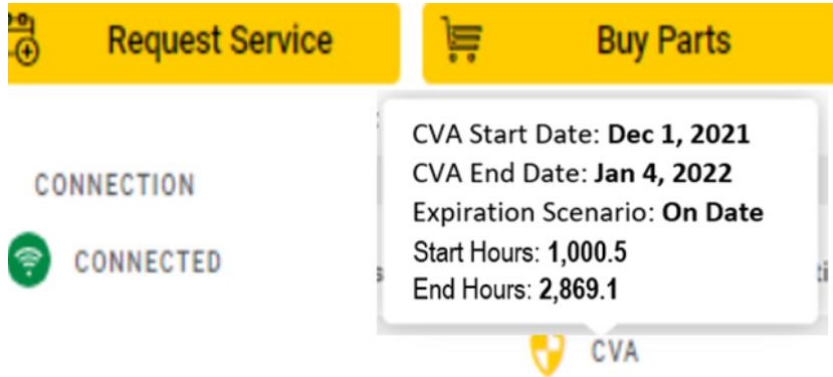 Request Service
Buy Parts
CONNECTION
CONNECTED
CVA Start Date: Dec 1, 2021
CVA End Date: Jan 4, 2022
Expiration Scenario: On Date
Start Hours: 1,000.5
End Hours: 2,869.1
CVA